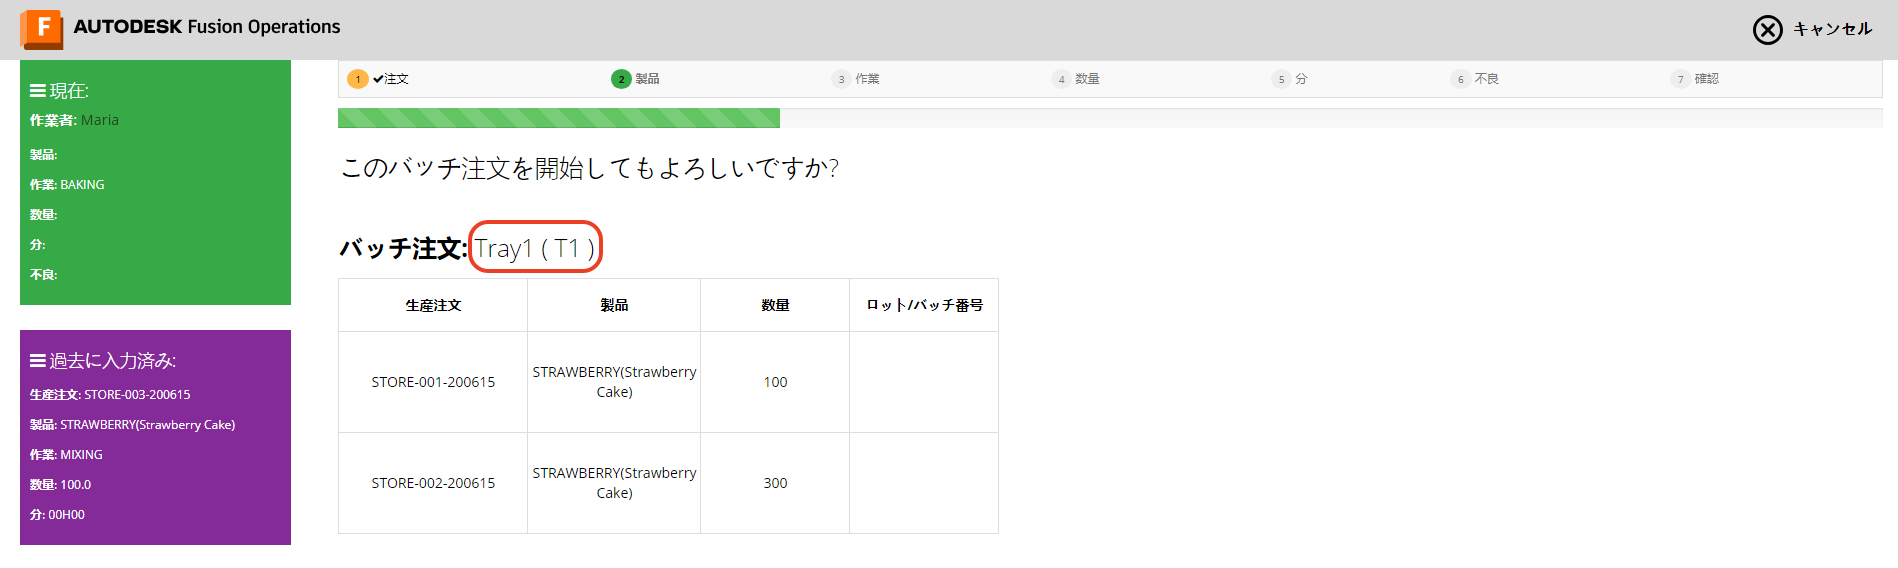 F AUTODESK Fusion Operations
キャンセル
1 注文 2 製品 3 作業 4 数量 5 分 6 不良 7 確認
現在:
作業者: Maria
製品:
作業: BAKING
数量:
分:
不良:
過去に入力済み:
生産注文: STORE-003-200615
製品: STRAWBERRY(Strawberry Cake)
作業: MIXING
数量: 100.0
分: 00H00
このバッチ注文を開始してもよろしいですか?
バッチ注文: Tray1 ( T1 )
生産注文 製品 数量 ロット/バッチ番号
STORE-001-200615 STRAWBERRY(Strawberry 100
Cake)
STORE-002-200615 STRAWBERRY(Strawberry 300
Cake)